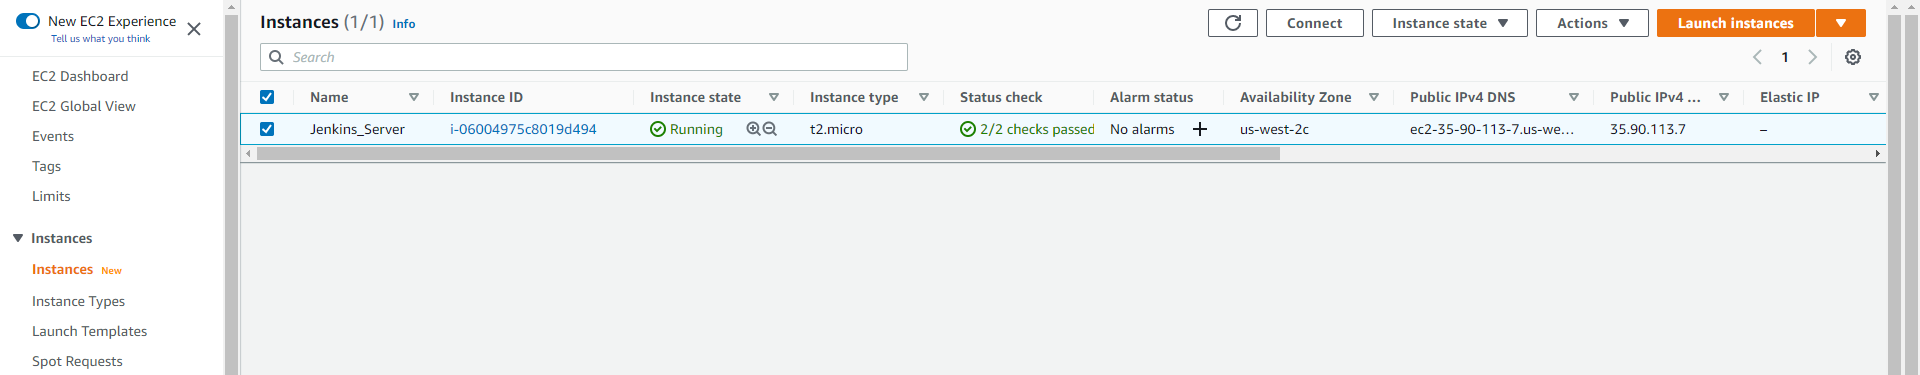 New EC2 Experience
Tell us what you think
EC2 Dashboard
EC2 Global View
Events
Tags
Limits
Instances
Instances New
Instance Types
Launch Templates
Spot Requests
Instances (1/1) Info
Connect
Instance state
Actions
Launch instances
Search
1
Name Instance ID Instance state Instance type Status check Alarm status Availability Zone Public IPv4 DNS Public IPv4 ... Elastic IP
Jenkins_Server i-06004975c8019d494 Running t2.micro 2/2 checks passed No alarms + us-west-2c ec2-35-90-113-7.us-we... 35.90.113.7 –